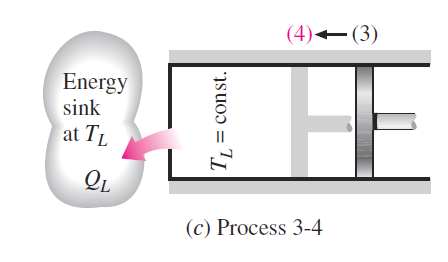 (4) ← (3)
Energy
sink
at T_L
Q_L
T_L = const.
(c) Process 3-4